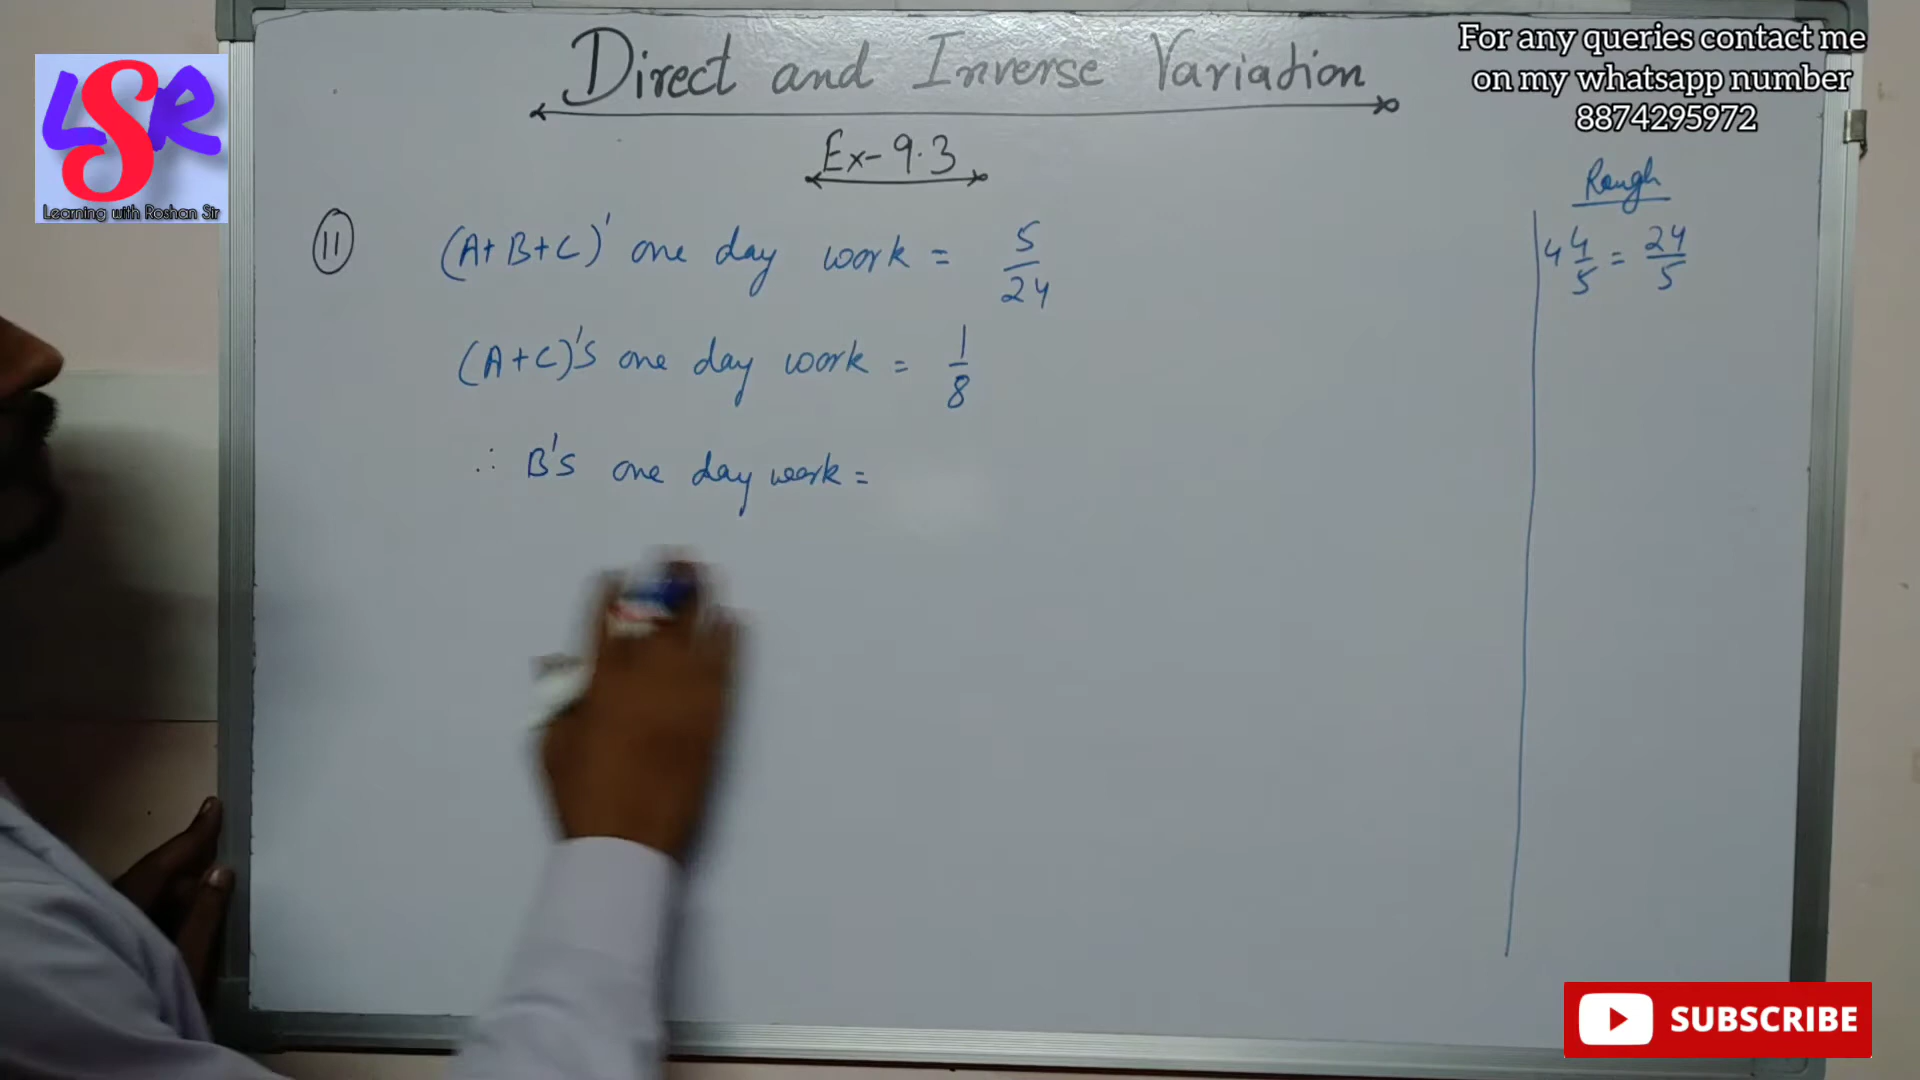 Direct and Inverse Variation
For any queries contact me
on my whatsapp number
8874295972
LSR
Learning with Roshan Sir
Ex-9.3
Rough
11 (A+B+C)' one day work = 5/24
4 4/5 = 24/5
(A+C)'s one day work = 1/8
∴ B's one day work =
SUBSCRIBE